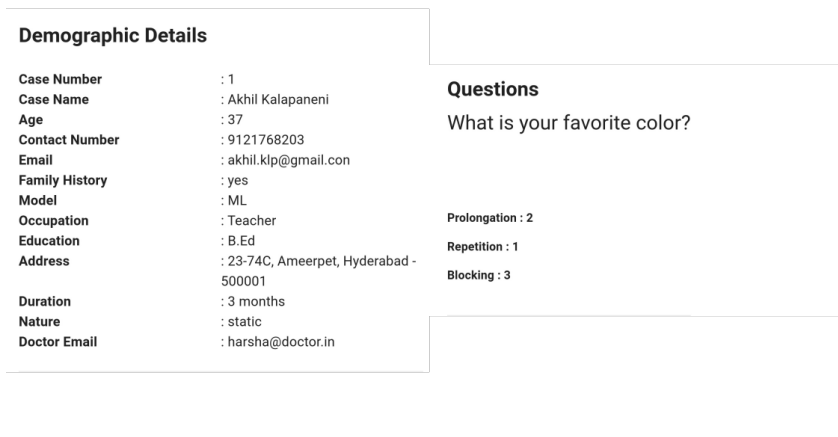 Demographic Details
Case Number : 1
Case Name : Akhil Kalapaneni
Age : 37
Contact Number : 9121768203
Email : akhil.klp@gmail.con
Family History : yes
Model : ML
Occupation : Teacher
Education : B.Ed
Address : 23-74C, Ameerpet, Hyderabad -
500001
Duration : 3 months
Nature : static
Doctor Email : harsha@doctor.in
Questions
What is your favorite color?
Prolongation : 2
Repetition : 1
Blocking : 3